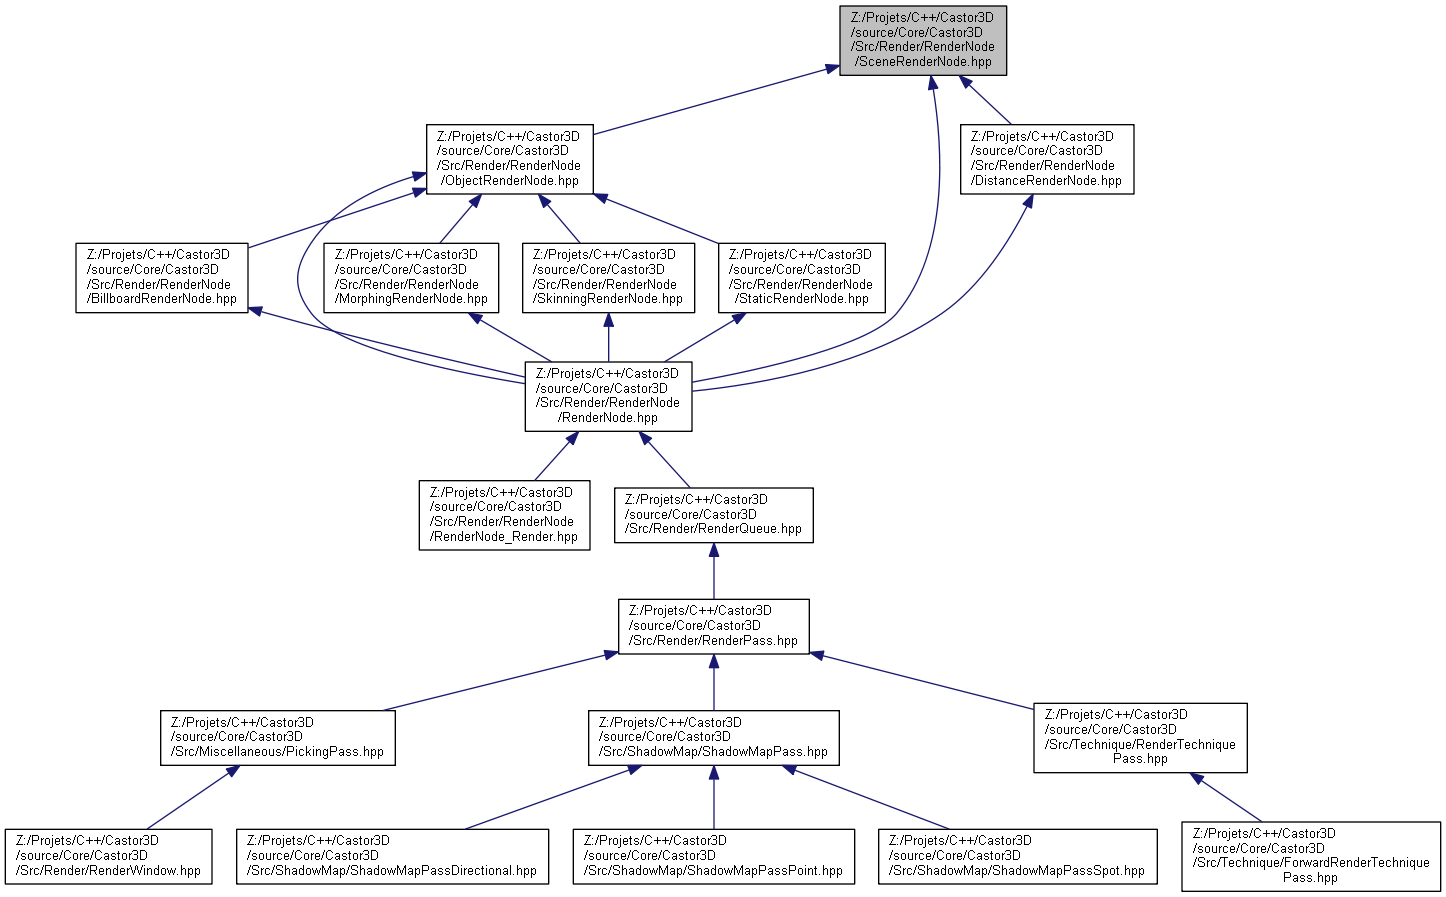 Z:/Projets/C++/Castor3D
/source/Core/Castor3D
/Src/Render/RenderNode
/SceneRenderNode.hpp
Z:/Projets/C++/Castor3D
/source/Core/Castor3D
/Src/Render/RenderNode
/ObjectRenderNode.hpp
Z:/Projets/C++/Castor3D
/source/Core/Castor3D
/Src/Render/RenderNode
/DistanceRenderNode.hpp
Z:/Projets/C++/Castor3D
/source/Core/Castor3D
/Src/Render/RenderNode
/BillboardRenderNode.hpp
Z:/Projets/C++/Castor3D
/source/Core/Castor3D
/Src/Render/RenderNode
/MorphingRenderNode.hpp
Z:/Projets/C++/Castor3D
/source/Core/Castor3D
/Src/Render/RenderNode
/SkinningRenderNode.hpp
Z:/Projets/C++/Castor3D
/source/Core/Castor3D
/Src/Render/RenderNode
/StaticRenderNode.hpp
Z:/Projets/C++/Castor3D
/source/Core/Castor3D
/Src/Render/RenderNode
/RenderNode.hpp
Z:/Projets/C++/Castor3D
/source/Core/Castor3D
/Src/Render/RenderNode
/RenderNode_Render.hpp
Z:/Projets/C++/Castor3D
/source/Core/Castor3D
/Src/Render/RenderQueue.hpp
Z:/Projets/C++/Castor3D
/source/Core/Castor3D
/Src/Render/RenderPass.hpp
Z:/Projets/C++/Castor3D
/source/Core/Castor3D
/Src/Miscellaneous/PickingPass.hpp
Z:/Projets/C++/Castor3D
/source/Core/Castor3D
/Src/ShadowMap/ShadowMapPass.hpp
Z:/Projets/C++/Castor3D
/source/Core/Castor3D
/Src/Technique/RenderTechnique
Pass.hpp
Z:/Projets/C++/Castor3D
/source/Core/Castor3D
/Src/Render/RenderWindow.hpp
Z:/Projets/C++/Castor3D
/source/Core/Castor3D
/Src/ShadowMap/ShadowMapPassDirectional.hpp
Z:/Projets/C++/Castor3D
/source/Core/Castor3D
/Src/ShadowMap/ShadowMapPassPoint.hpp
Z:/Projets/C++/Castor3D
/source/Core/Castor3D
/Src/ShadowMap/ShadowMapPassSpot.hpp
Z:/Projets/C++/Castor3D
/source/Core/Castor3D
/Src/Technique/ForwardRenderTechnique
Pass.hpp